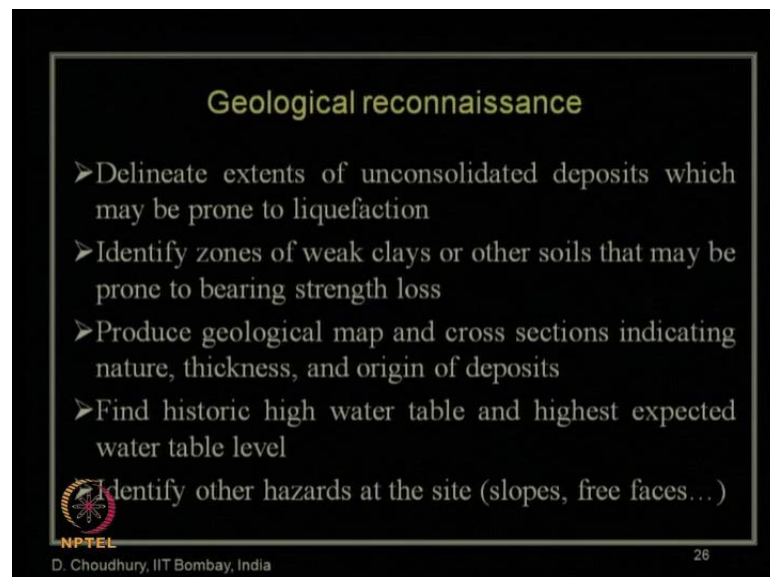 Geological reconnaissance
➤Delineate extents of unconsolidated deposits which
may be prone to liquefaction
➤Identify zones of weak clays or other soils that may be
prone to bearing strength loss
➤Produce geological map and cross sections indicating
nature, thickness, and origin of deposits
➤Find historic high water table and highest expected
water table level
➤Identify other hazards at the site (slopes, free faces…)
NPTEL
D. Choudhury, IIT Bombay, India
26